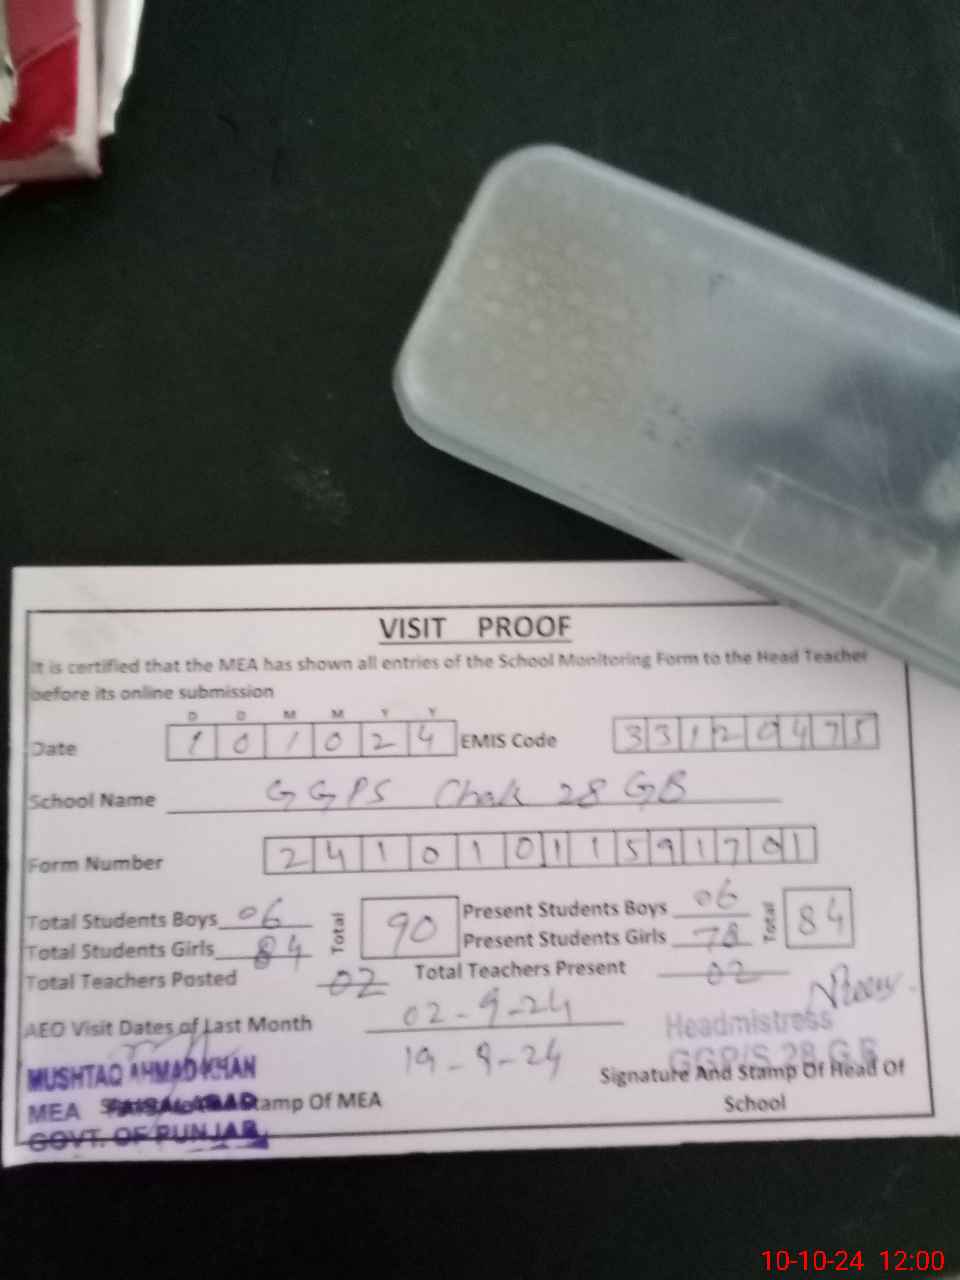 VISIT PROOF
It is certified that the MEA has shown all entries of the School Monitoring Form to the Head Teacher
before its online submission
D D M M Y Y
Date 1 0 1 0 2 4 EMIS Code 3 3 1 2 0 4 7 5
School Name GGPS Chak 28 GB
Form Number 2 4 1 0 1 0 1 1 5 9 1 7 0 1
Total Students Boys 06 Total 90 Present Students Boys 06 Total 84
Total Students Girls 84 Present Students Girls 78
Total Teachers Posted 02 Total Teachers Present 02
AEO Visit Dates of Last Month 02-9-24
19-9-24
Headmistress
GGP/S 28 G.B
Signature And Stamp Of Head Of
School
MUSHTAQ AHMAD KHAN
MEA FAISALABAD Stamp Of MEA
GOVT. OF PUNJAB
10-10-24 12:00